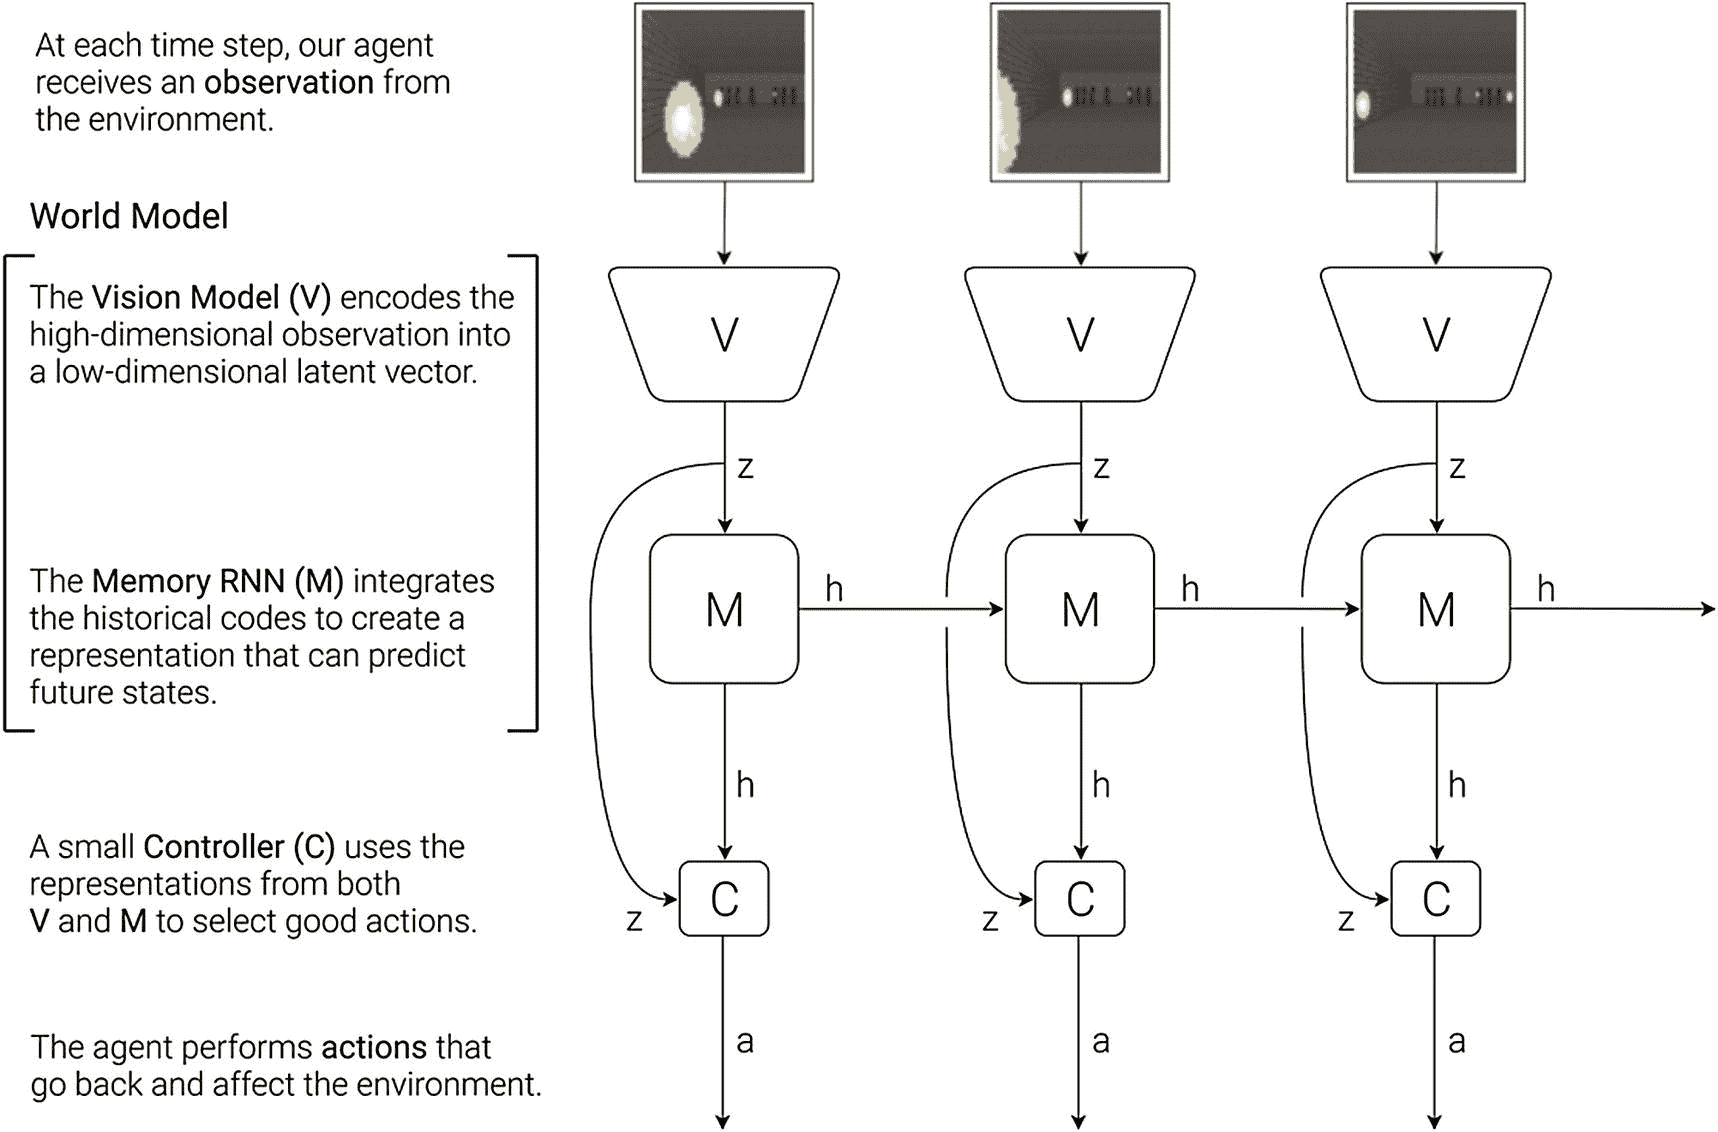 At each time step, our agent
receives an observation from
the environment.
World Model
The Vision Model (V) encodes the
high-dimensional observation into
a low-dimensional latent vector.
V V V
z z z
The Memory RNN (M) integrates
the historical codes to create a
representation that can predict
future states.
M h M h M h
h h h
A small Controller (C) uses the
representations from both
V and M to select good actions.
z C z C z C
The agent performs actions that
go back and affect the environment.
a a a